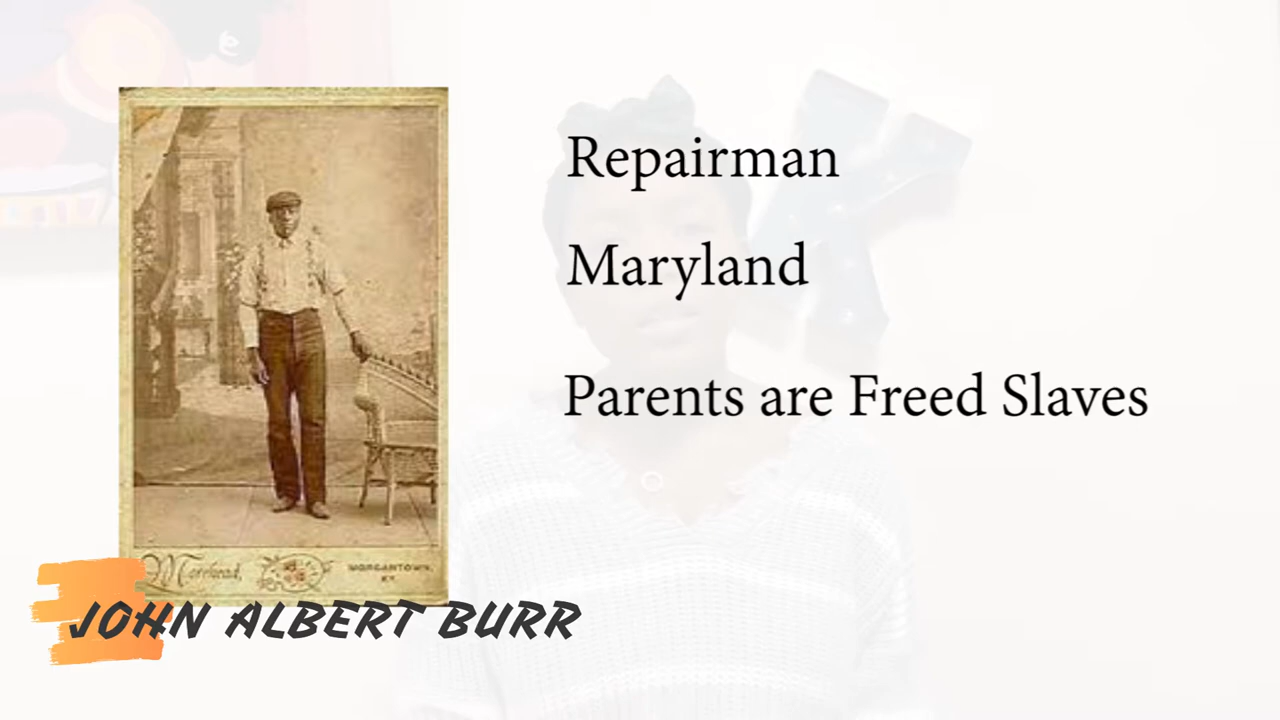 Repairman
Maryland
Parents are Freed Slaves
MORGANTOWN,
KY.
JOHN ALBERT BURR